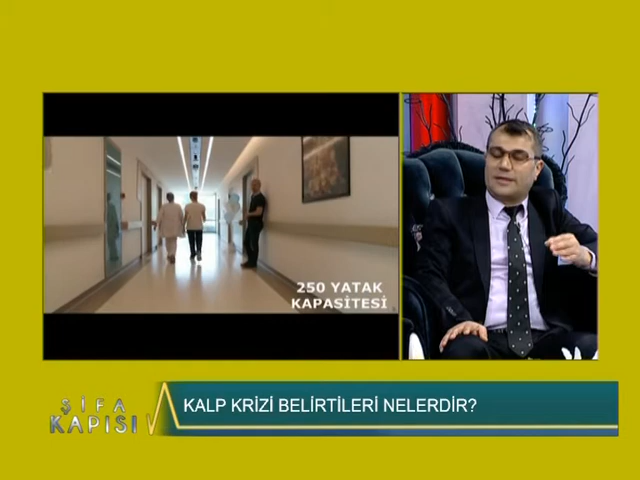 250 YATAK
KAPASİTESİ
ŞİFA
KAPISI
KALP KRİZİ BELİRTİLERİ NELERDİR?